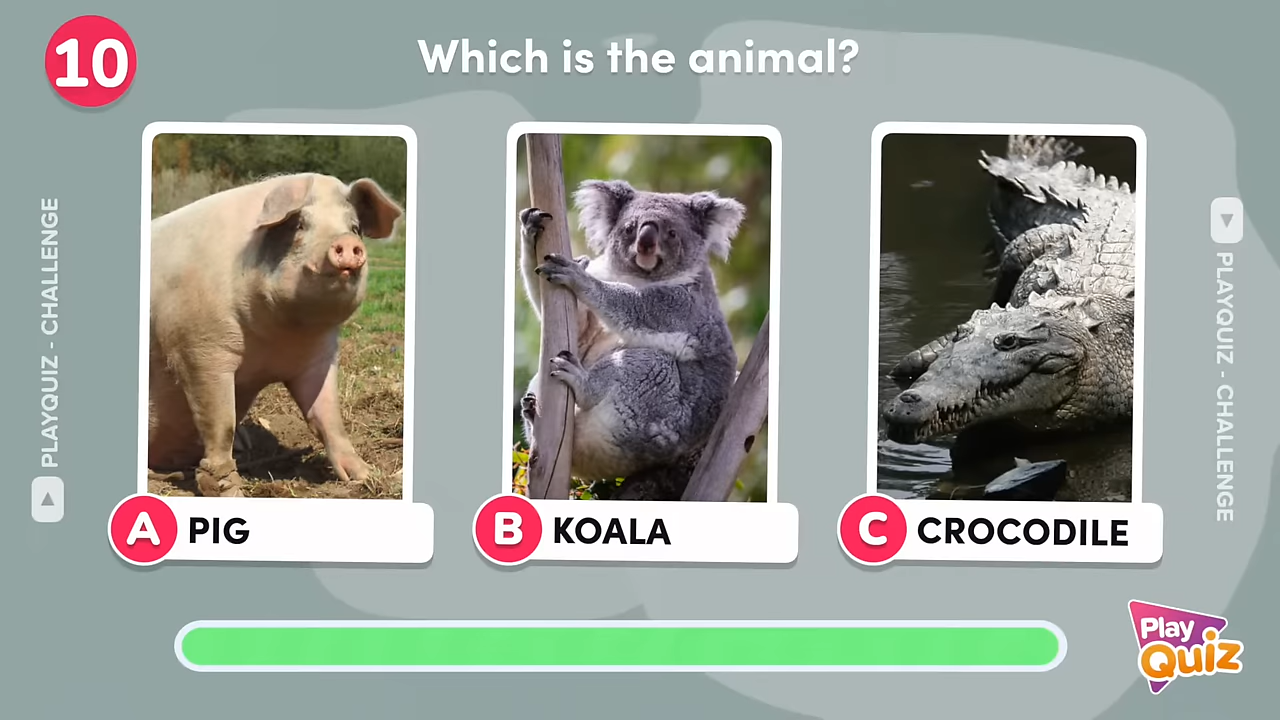 10
Which is the animal?
PLAYQUIZ - CHALLENGE
PLAYQUIZ - CHALLENGE
A PIG
B KOALA
C CROCODILE
Play
Quiz